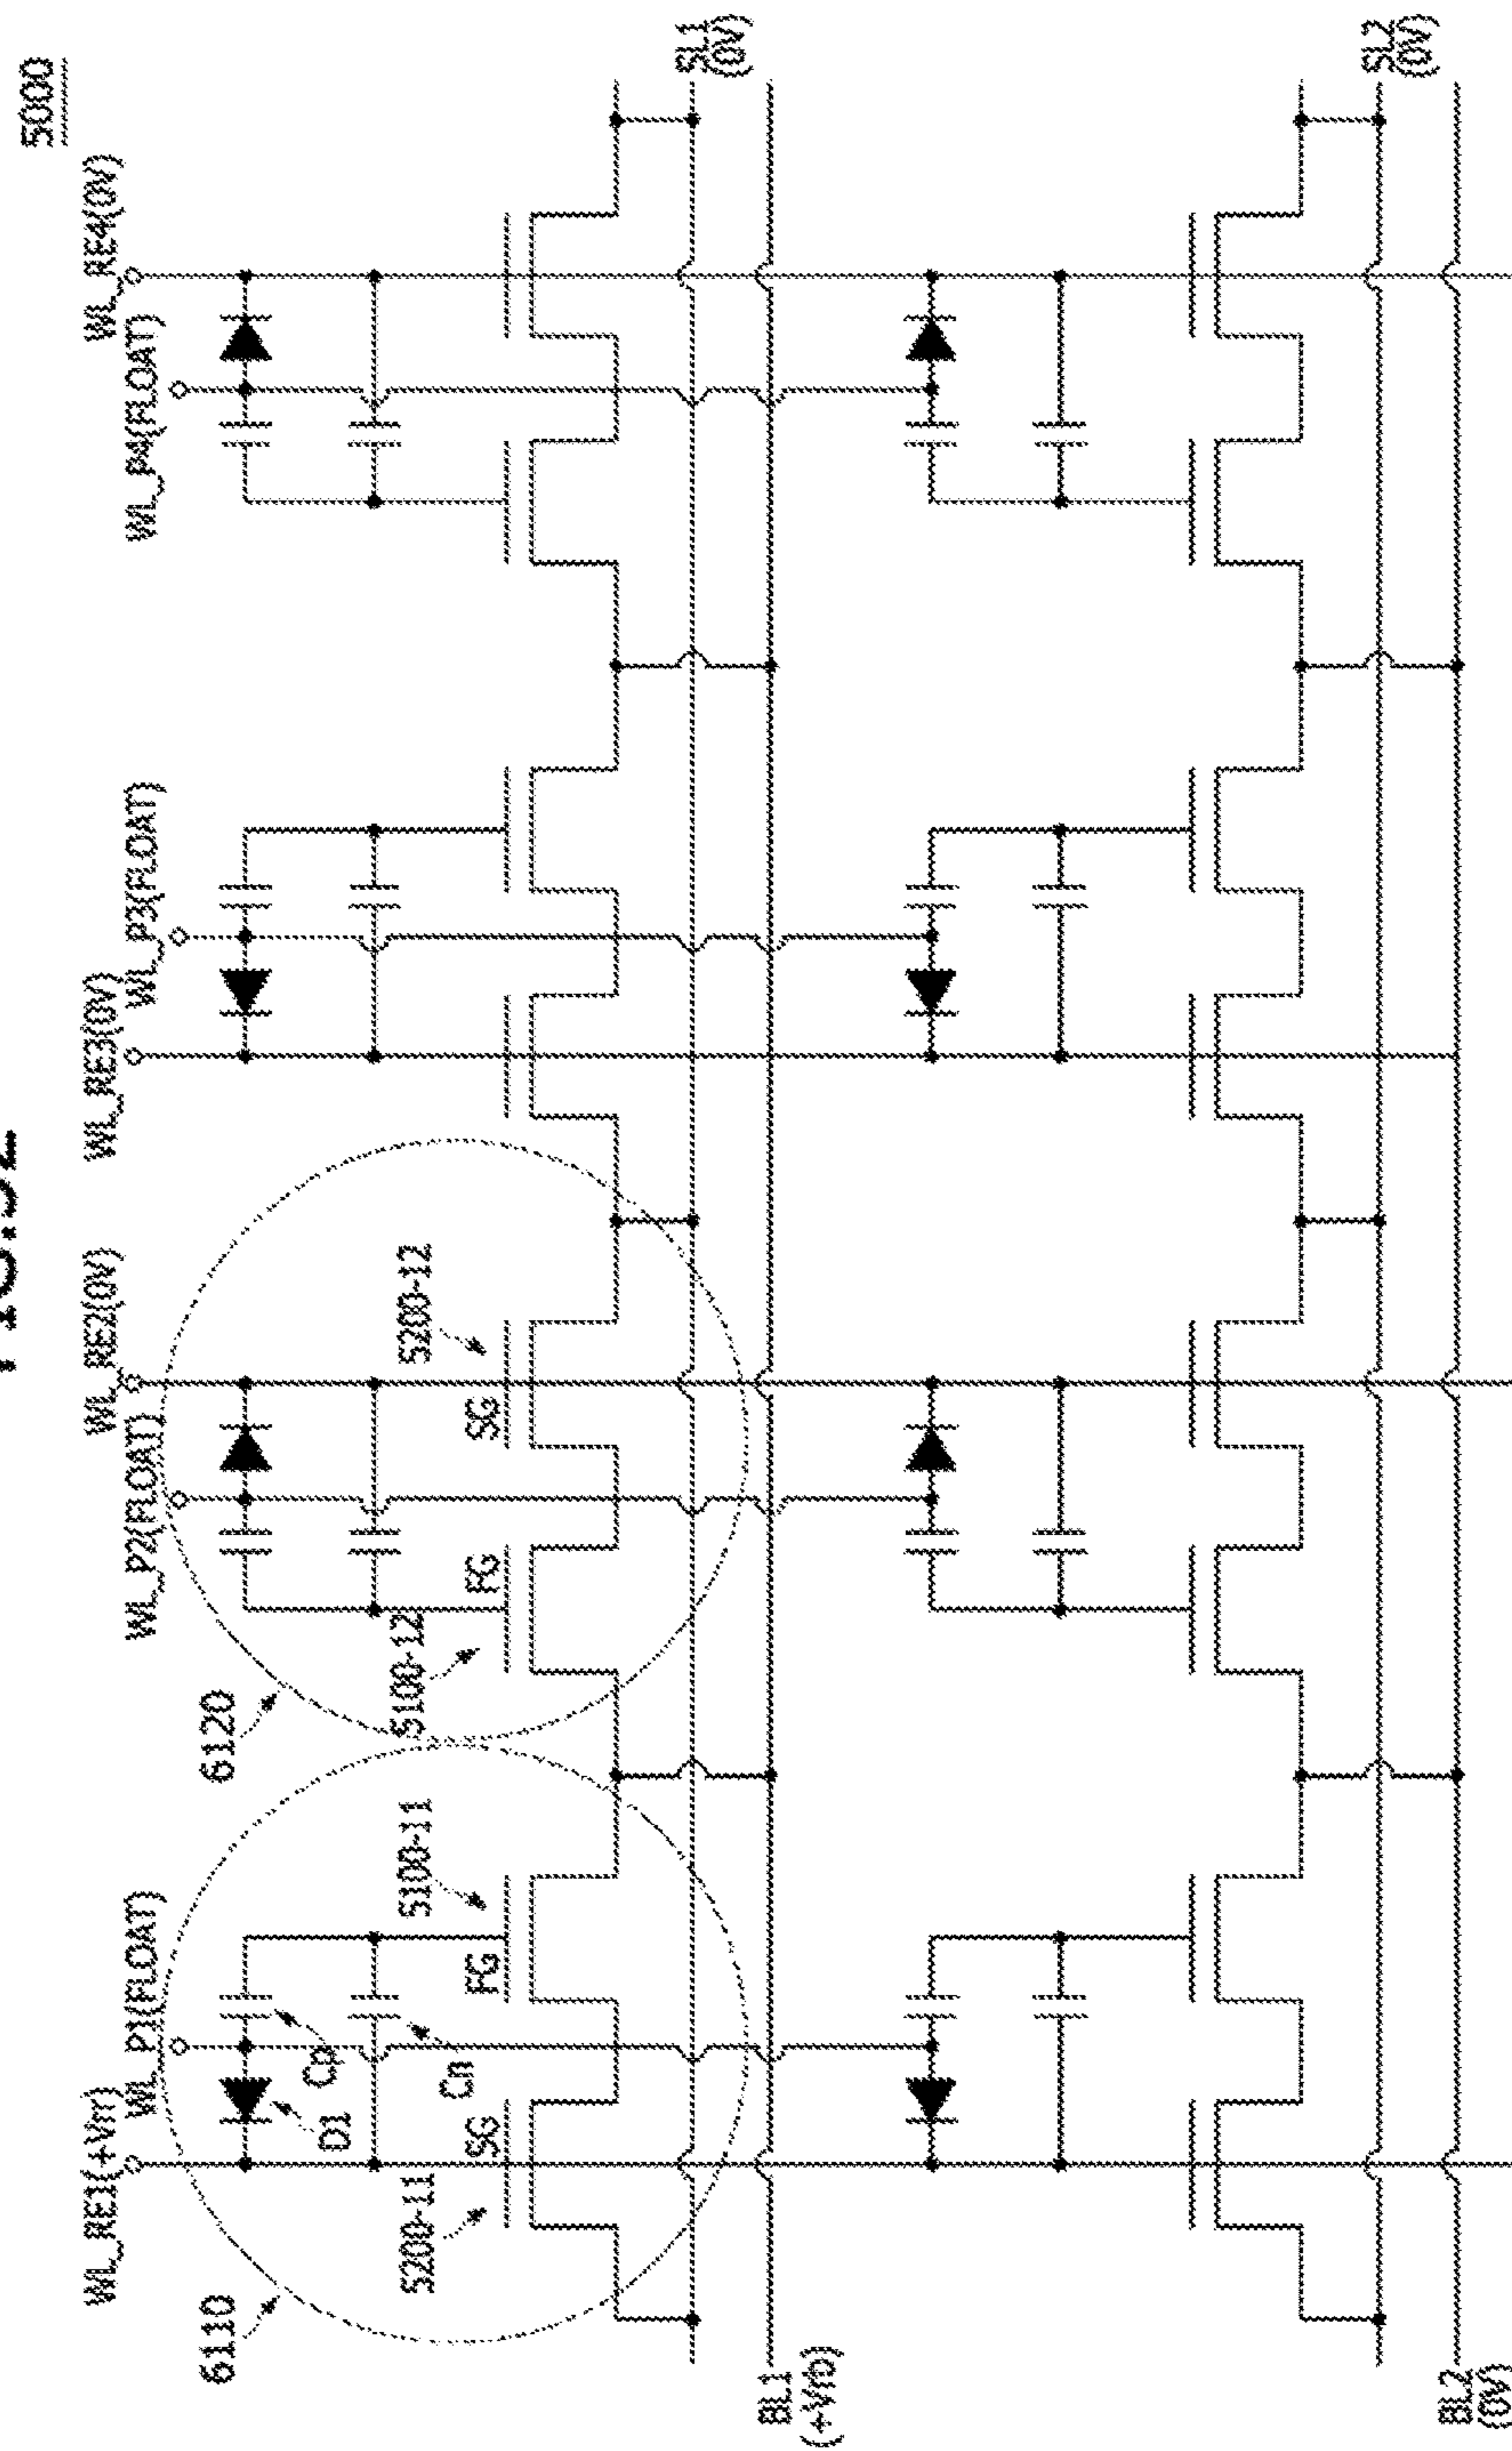 5000
WL_RE1(+Vrr)
WL_P1(FLOAT)
WL_P2(FLOAT)
WL_RE2(0V)
WL_RE3(0V)
WL_P3(FLOAT)
WL_P4(FLOAT)
WL_RE4(0V)
6110
6120
D1
Cp
Cn
5200-11
SG
FG
5100-11
5100-12
FG
SG
5200-12
SL1
(0V)
BL1
(+Vrb)
SL2
(0V)
BL2
(0V)